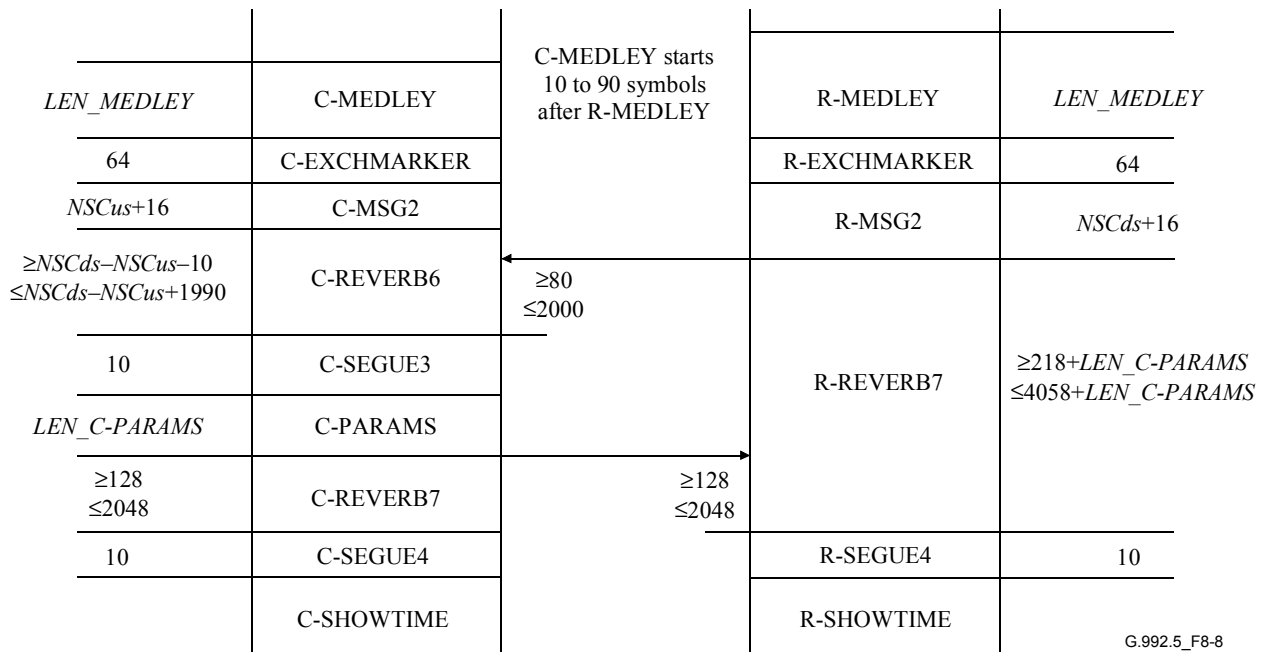 C-MEDLEY starts
10 to 90 symbols
after R-MEDLEY
LEN_MEDLEY
C-MEDLEY
R-MEDLEY
LEN_MEDLEY
64
C-EXCHMARKER
R-EXCHMARKER
64
NSCus+16
C-MSG2
R-MSG2
NSCds+16
≥NSCds–NSCus–10
≤NSCds–NSCus+1990
C-REVERB6
≥80
≤2000
10
C-SEGUE3
R-REVERB7
≥218+LEN_C-PARAMS
≤4058+LEN_C-PARAMS
LEN_C-PARAMS
C-PARAMS
≥128
≤2048
C-REVERB7
≥128
≤2048
10
C-SEGUE4
R-SEGUE4
10
C-SHOWTIME
R-SHOWTIME
G.992.5_F8-8